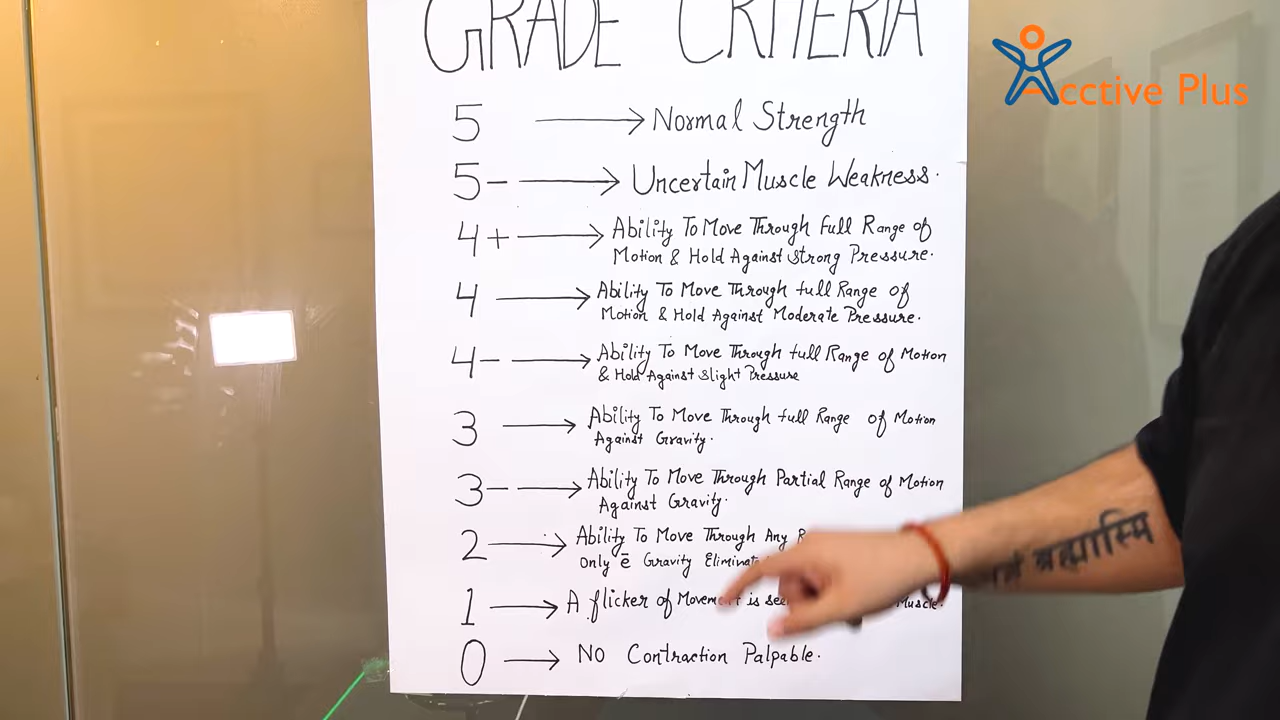 GRADE CRITERIA
Acctive Plus
5 → Normal Strength
5- → Uncertain Muscle Weakness.
4+ → Ability To Move Through Full Range of
Motion & Hold Against Strong Pressure.
4 → Ability To Move Through full Range of
Motion & Hold Against Moderate Pressure.
4- → Ability To Move Through full Range of Motion
& Hold Against Slight Pressure
3 → Ability To Move Through full Range of Motion
Against Gravity.
3- → Ability To Move Through Partial Range of Motion
Against Gravity.
2 → Ability To Move Through Any
only ē Gravity
1 → A flicker of Movement is Muscle.
0 → NO Contraction Palpable.
ब्रह्मास्मि